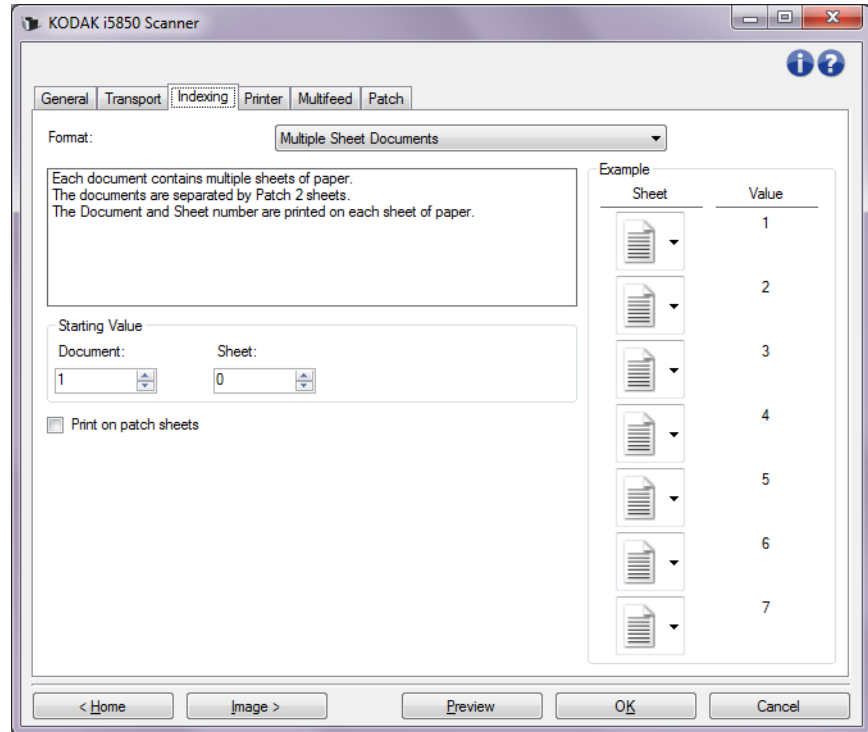 KODAK i5850 Scanner
General Transport Indexing Printer Multifeed Patch
Format: Multiple Sheet Documents
Each document contains multiple sheets of paper.
The documents are separated by Patch 2 sheets.
The Document and Sheet number are printed on each sheet of paper.
Starting Value
Document: Sheet:
1 0
Print on patch sheets
Example
Sheet Value
1
2
3
4
5
6
7
< Home Image > Preview OK Cancel